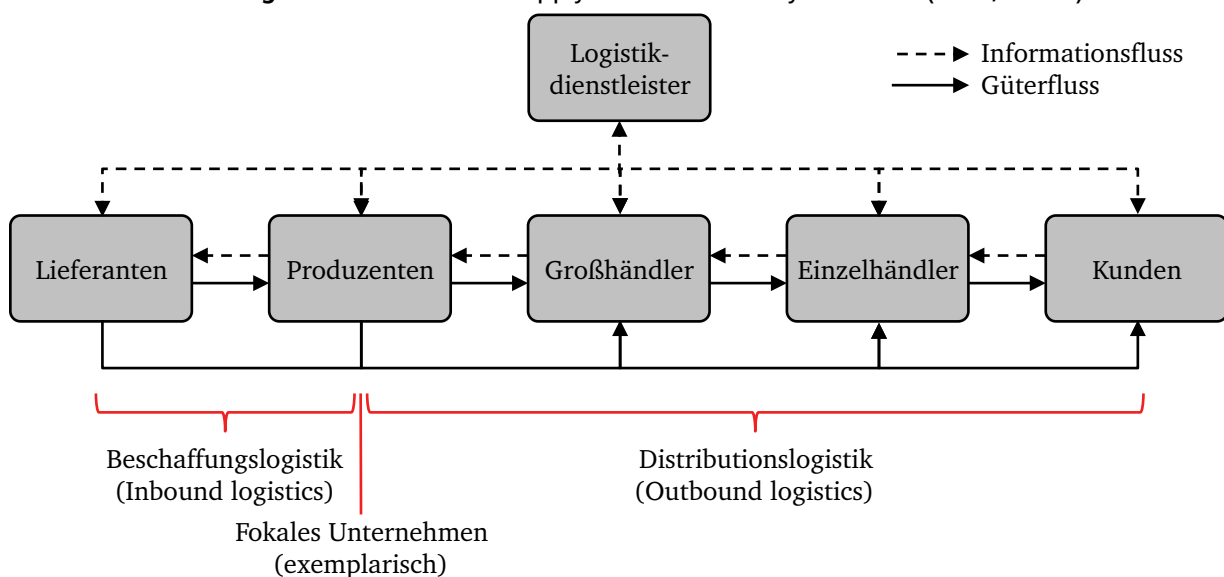 Logistik-
dienstleister
Informationsfluss
Güterfluss
Lieferanten
Produzenten
Großhändler
Einzelhändler
Kunden
Beschaffungslogistik
(Inbound logistics)
Distributionslogistik
(Outbound logistics)
Fokales Unternehmen
(exemplarisch)